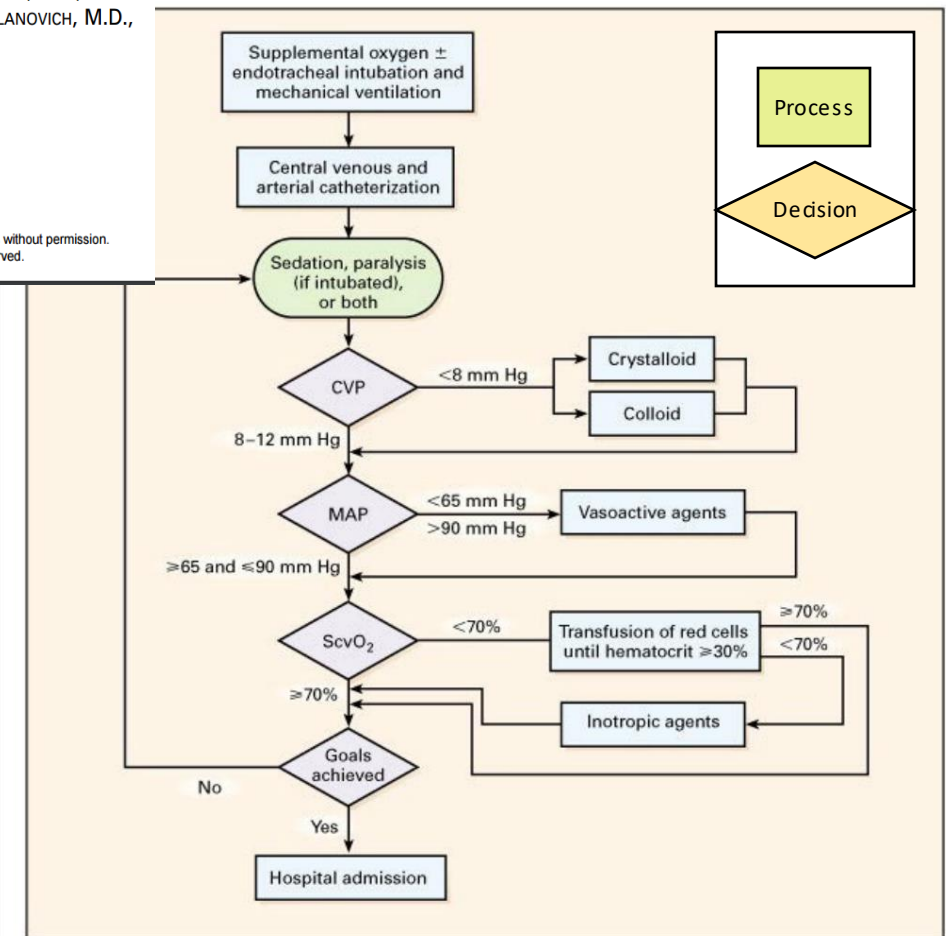 LANOVICH, M.D.,
without permission.
ved.
Supplemental oxygen ±
endotracheal intubation and
mechanical ventilation
Process
Decision
Central venous and
arterial catheterization
Sedation, paralysis
(if intubated),
or both
CVP
<8 mm Hg
Crystalloid
Colloid
8–12 mm Hg
MAP
<65 mm Hg
>90 mm Hg
Vasoactive agents
≥65 and ≤90 mm Hg
ScvO₂
<70%
Transfusion of red cells
until hematocrit ≥30%
≥70%
<70%
≥70%
Inotropic agents
Goals
achieved
No
Yes
Hospital admission